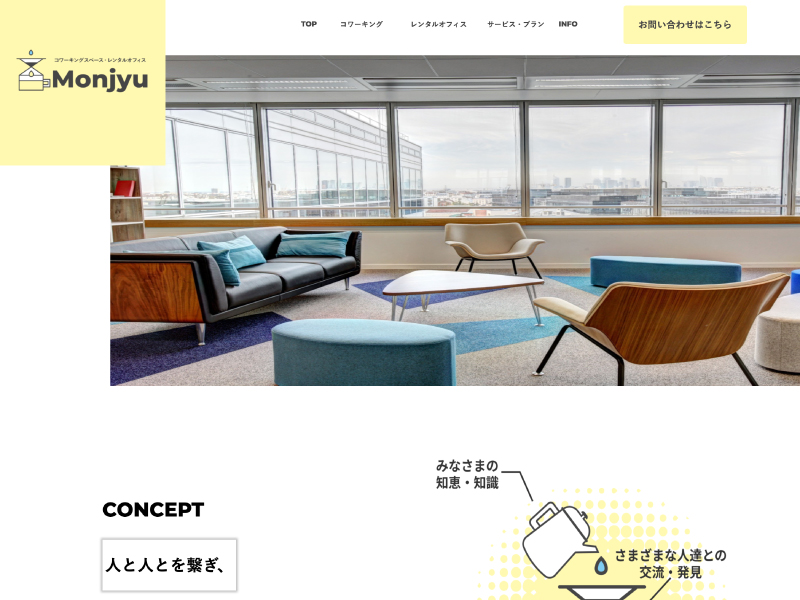 TOP
コワーキング
レンタルオフィス
サービス・プラン
INFO
お問い合わせはこちら
コワーキングスペース・レンタルオフィス
Monjyu
みなさまの
知恵・知識
CONCEPT
さまざまな人達との
交流・発見
人と人とを繋ぎ、